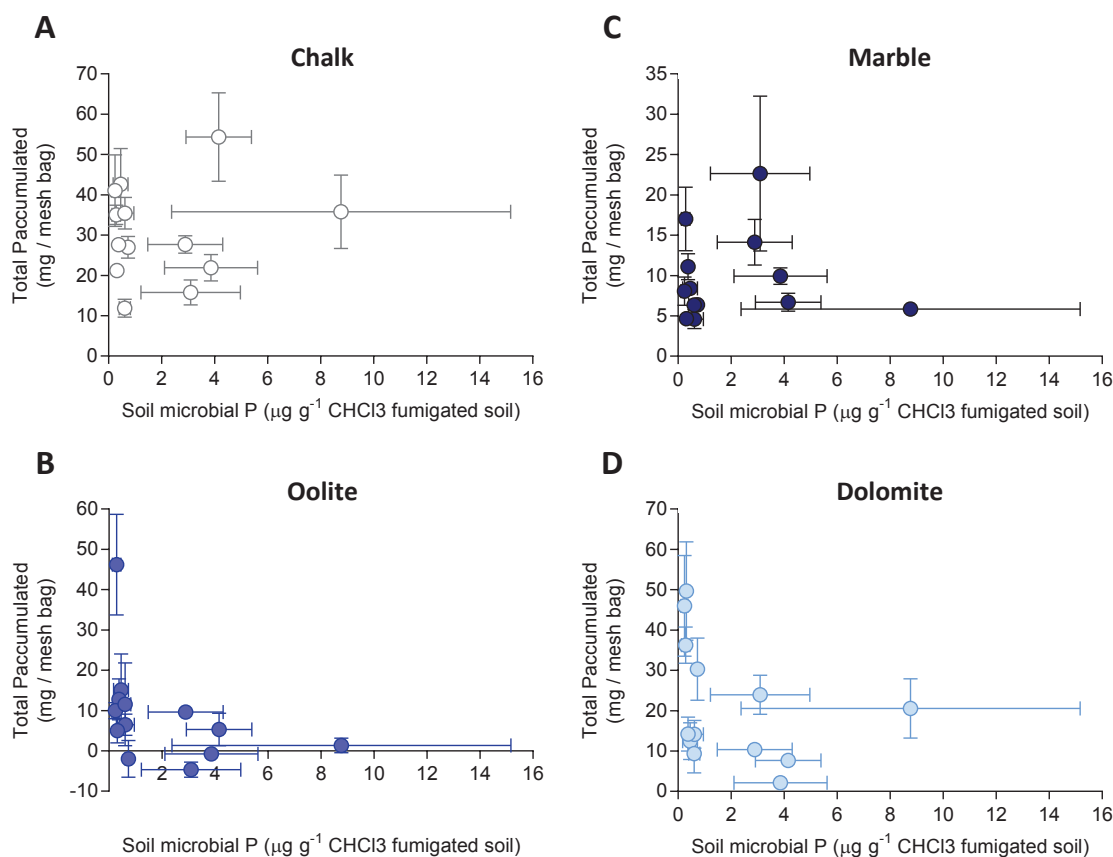 A
Chalk
70
60
50
40
30
20
10
0
Total Paccumulated
(mg / mesh bag)
0 2 4 6 8 10 12 14 16
Soil microbial P (μg g⁻¹ CHCl3 fumigated soil)
C
Marble
35
30
25
20
15
10
5
0
Total Paccumulated
(mg / mesh bag)
0 2 4 6 8 10 12 14 16
Soil microbial P (μg g⁻¹ CHCl3 fumigated soil)
B
Oolite
60
50
40
30
20
10
0
-10
Total Paccumulated
(mg / mesh bag)
2 4 6 8 10 12 14 16
Soil microbial P (μg g⁻¹ CHCl3 fumigated soil)
D
Dolomite
70
60
50
40
30
20
10
0
Total Paccumulated
(mg / mesh bag)
0 2 4 6 8 10 12 14 16
Soil microbial P (μg g⁻¹ CHCl3 fumigated soil)